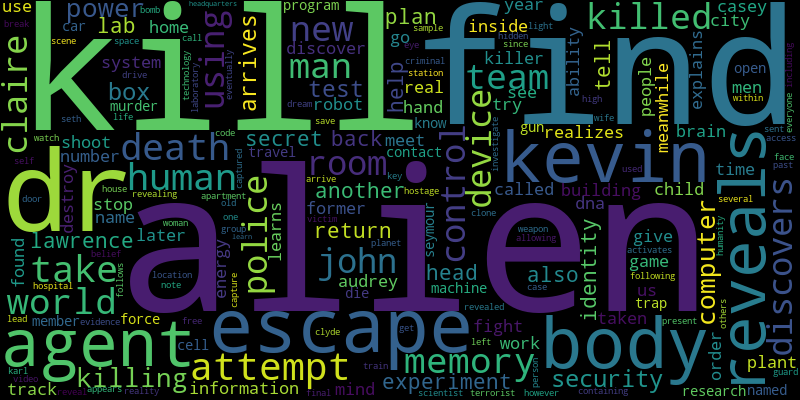 use power program new casey year city killed
break car lab home bomb headquarters call arrives plan sample go inside since light hidden
scene space system using discover team ability tell explains
claire kill man find real killer open men within
box test help robot hand criminal station see people meanwhile including everyone
seth drive murder life technology laboratory eventually dream save know eye try high wife sent access
watch shoot code secret back meet device gun realizes brain past face
death kevin
number captured travel contact investigate used time
self destroy stop human room control called building child
dr house name revealing apartment police learns another key hostage dna plant
door woman old one group learn victim former arrive return seymour clone identity several
lawrence later energy planet weapon allowing activates humanity give computer reveals discovers
found take alien john head also us game following
hospital belief follows location note capture audrey machine case taken trap others
world die revealed
lead member evidence force free clyde get fight left work present order
agent cell escape body
karl attempt train memory person security guard
track video killing appears reveal reality information final mind experiment scientist terrorist however containing research named